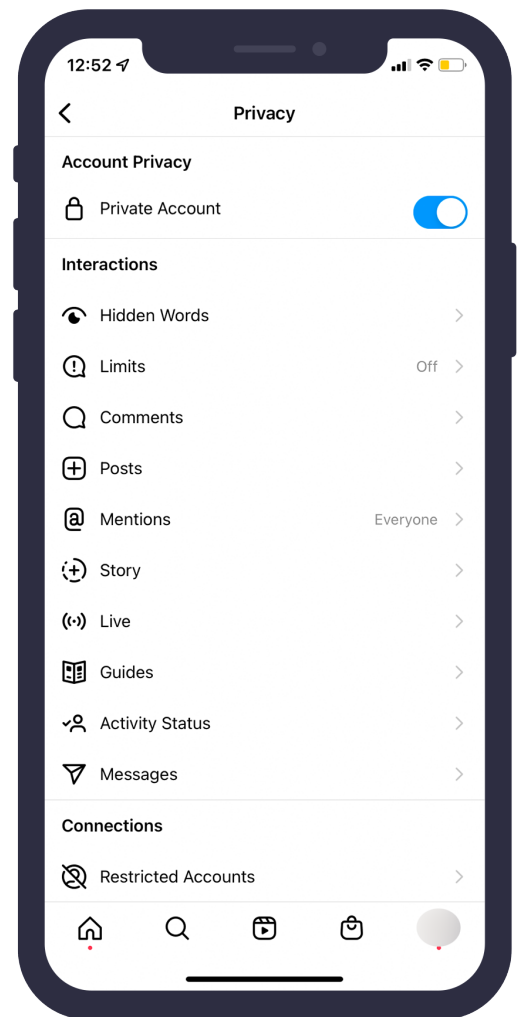 12:52
Privacy
Account Privacy
Private Account
Interactions
Hidden Words
Limits Off
Comments
Posts
Mentions Everyone
Story
Live
Guides
Activity Status
Messages
Connections
Restricted Accounts